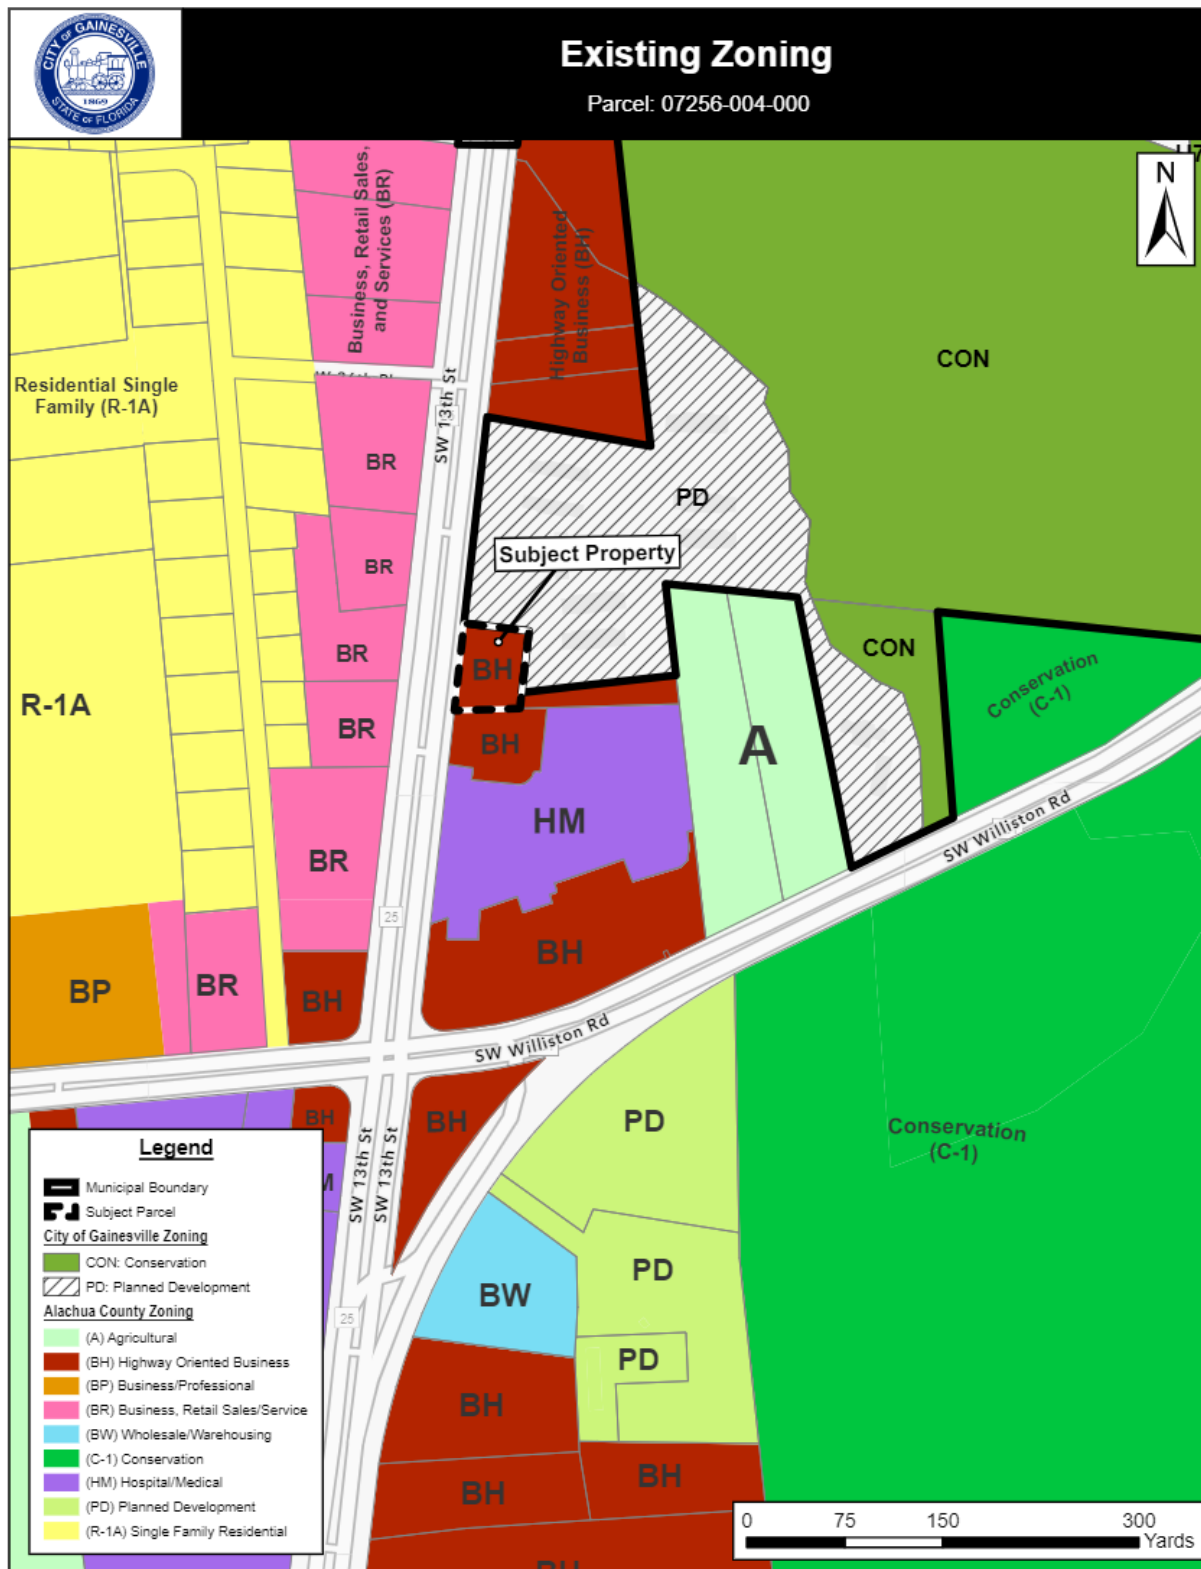 CITY OF GAINESVILLE
1869
STATE OF FLORIDA
Existing Zoning
Parcel: 07256-004-000
N
Business, Retail Sales,
and Services (BR)
Highway Oriented
Business (BH)
CON
Residential Single
Family (R-1A)
SW 13th St
BR
PD
Subject Property
BR
BR
BH
CON
Conservation
(C-1)
R-1A
BR
BH
A
HM
SW Williston Rd
BR
25
BH
BP
BR
BH
SW Williston Rd
BH
BH
PD
Conservation
(C-1)
SW 13th St
SW 13th St
PD
BW
25
PD
BH
BH
BH
BH
Legend
Municipal Boundary
Subject Parcel
City of Gainesville Zoning
CON: Conservation
PD: Planned Development
Alachua County Zoning
(A) Agricultural
(BH) Highway Oriented Business
(BP) Business/Professional
(BR) Business, Retail Sales/Service
(BW) Wholesale/Warehousing
(C-1) Conservation
(HM) Hospital/Medical
(PD) Planned Development
(R-1A) Single Family Residential
0 75 150 300
Yards